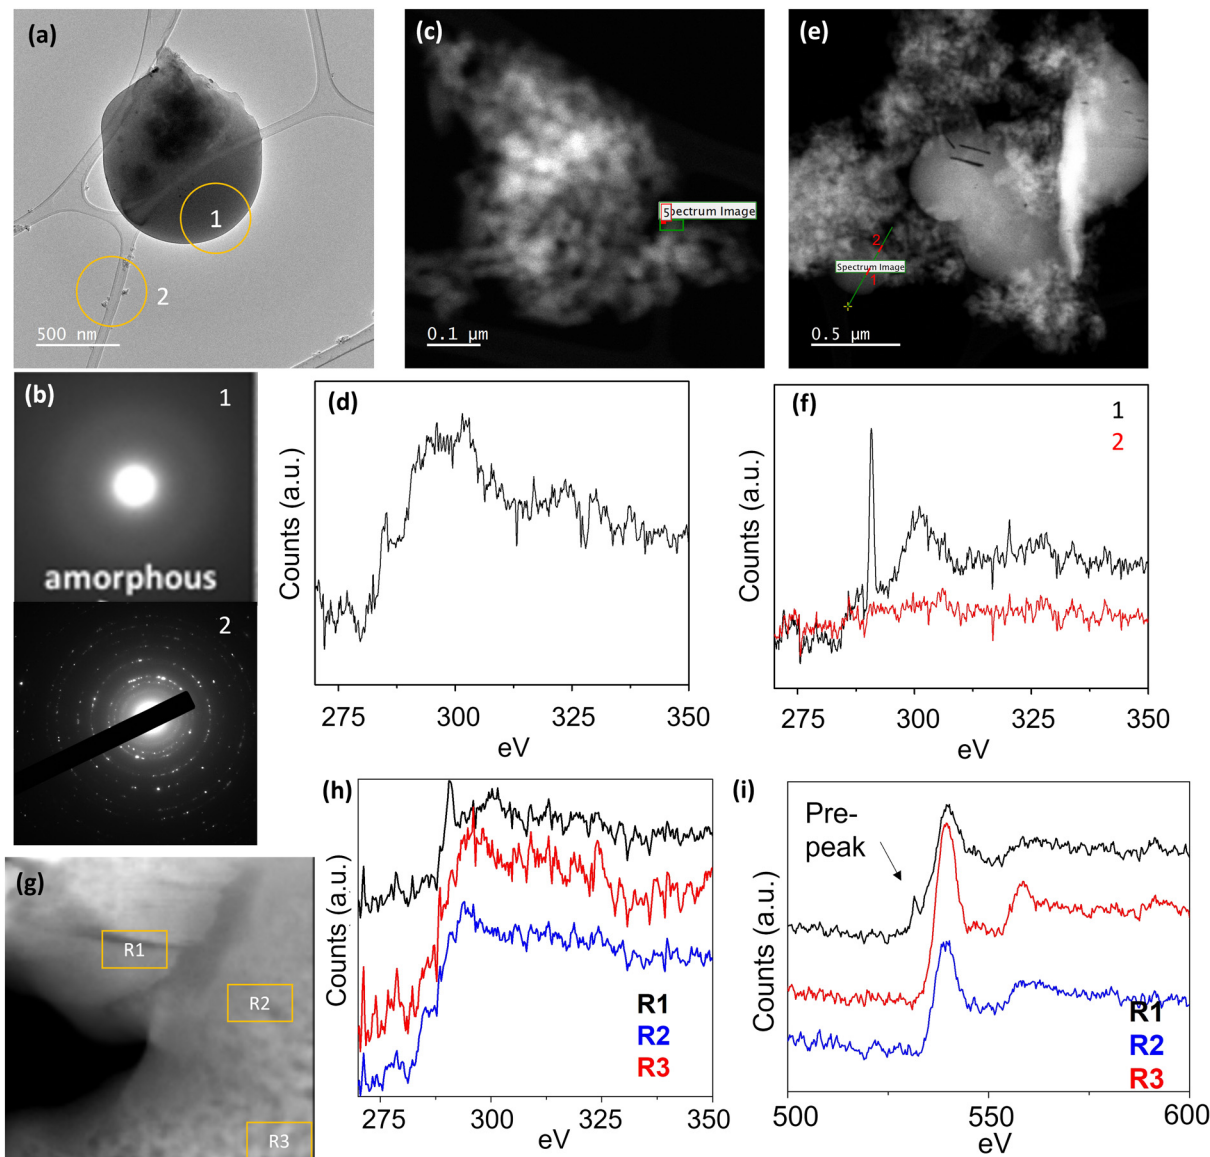 (a)
1
2
500 nm
(c)
5
pectrum Image
0.1 µm
(e)
2
Spectrum Image
1
0.5 µm
(b)
1
amorphous
2
(d)
Counts (a.u.)
275
300
325
350
eV
(f)
1
2
Counts (a.u.)
275
300
325
350
eV
(g)
R1
R2
R3
(h)
Counts (a.u.)
R1
R2
R3
275
300
325
350
eV
(i)
Pre-
peak
Counts (a.u.)
R1
R2
R3
500
550
600
eV